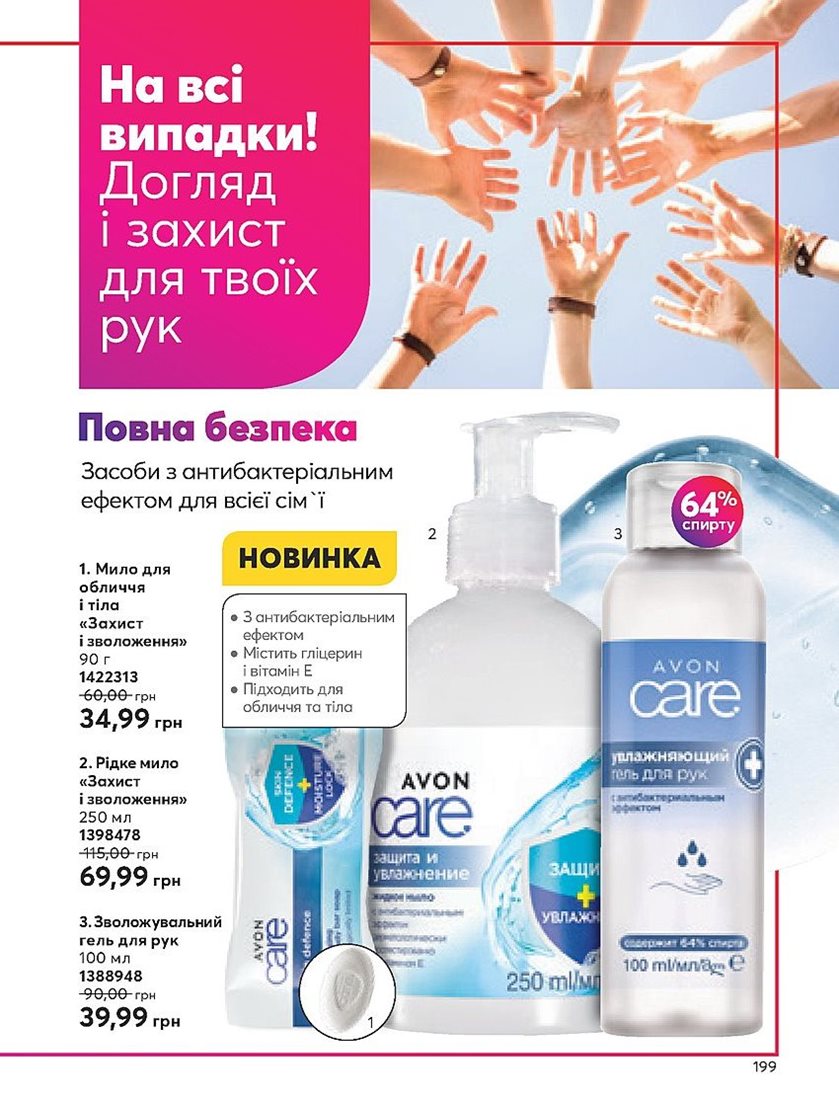 На всі
випадки!
Догляд
і захист
для твоїх
рук
Повна безпека
Засоби з антибактеріальним
ефектом для всієї сім`ї
НОВИНКА
• З антибактеріальним
ефектом
• Містить гліцерин
і вітамін Е
• Підходить для
обличчя та тіла
1. Мило для
обличчя
і тіла
«Захист
і зволоження»
90 г
1422313
60,00 грн
34,99 грн
2. Рідке мило
«Захист
і зволоження»
250 мл
1398478
115,00 грн
69,99 грн
3.Зволожувальний
гель для рук
100 мл
1388948
90,00 грн
39,99 грн
SKIN
DEFENCE
+
MOISTURE
LOCK
AVON
care
defence
1
2
AVON
care
защита и
увлажнение
жидкое мыло
ЗАЩИ
+
УВЛАЖН
250 ml/мл
3
64%
спирту
AVON
care
увлажняющий
гель для рук
с антибактериальным
эффектом
содержит 64% спирта
100 ml/мл
199